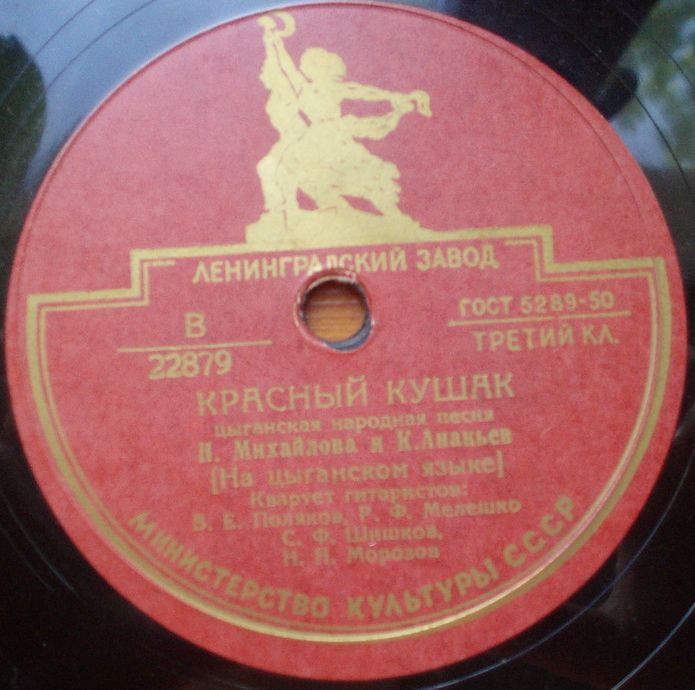 ЛЕНИНГРАДСКИЙ ЗАВОД
В
22879
ГОСТ 5289-50
ТРЕТИЙ КЛ.
КРАСНЫЙ КУШАК
цыганская народная песня
Н. Михайлова и К. Ананьев
[На цыганском языке]
Квартет гитаристов:
В. Е. Поляков, Р. Ф. Мелешко
С. Ф. Шишков,
Н. Н. Морозов
МИНИСТЕРСТВО КУЛЬТУРЫ СССР